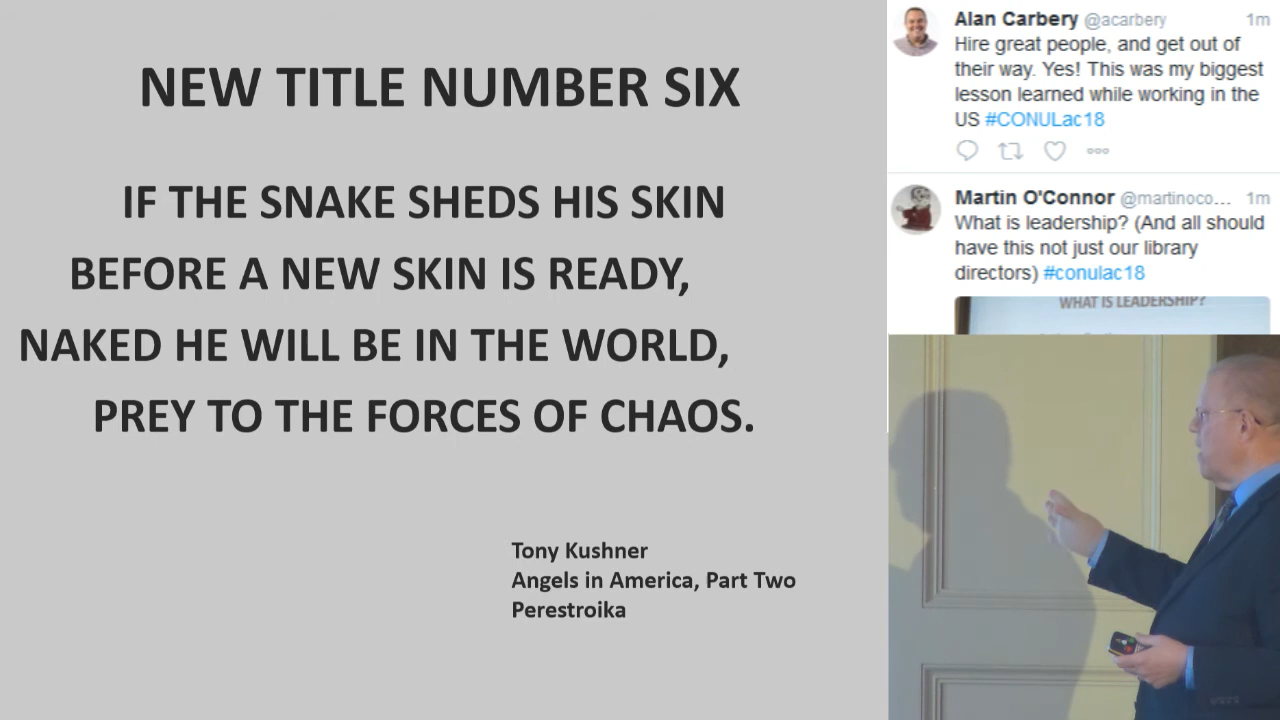 NEW TITLE NUMBER SIX
IF THE SNAKE SHEDS HIS SKIN
BEFORE A NEW SKIN IS READY,
NAKED HE WILL BE IN THE WORLD,
PREY TO THE FORCES OF CHAOS.
Tony Kushner
Angels in America, Part Two
Perestroika
Alan Carbery @acarbery 1m
Hire great people, and get out of
their way. Yes! This was my biggest
lesson learned while working in the
US #CONULac18
Martin O'Connor @martinoco... 1m
What is leadership? (And all should
have this not just our library
directors) #conulac18
WHAT IS LEADERSHIP?